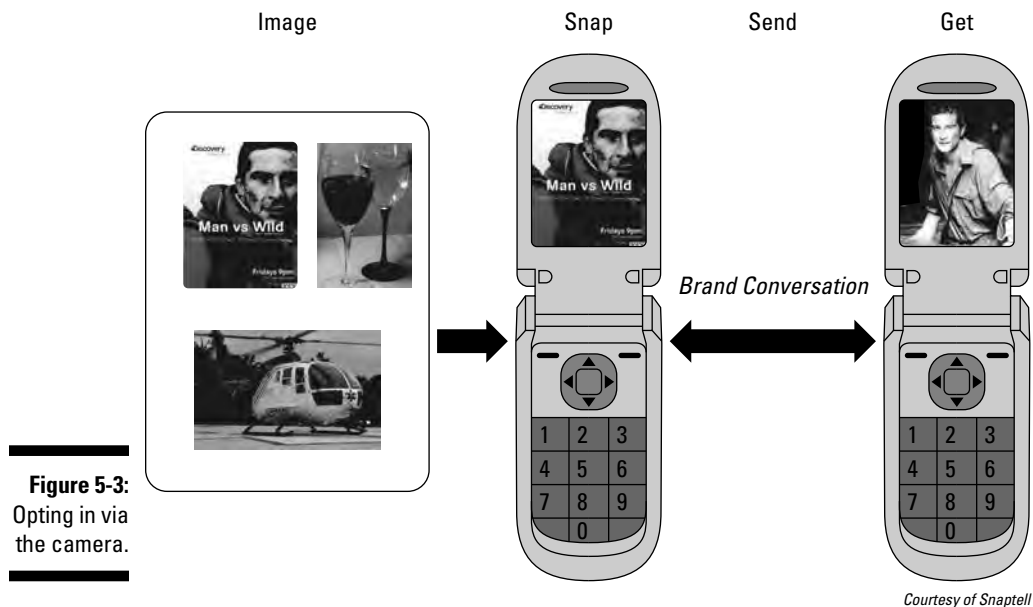 Image
Snap
Send
Get
Discovery
Man vs Wild
Fridays 9pm
Discovery
Man vs Wild
Fridays 9pm
Brand Conversation
1 2 3
4 5 6
7 8 9
0
1 2 3
4 5 6
7 8 9
0
Figure 5-3:
Opting in via
the camera.
Courtesy of Snaptell